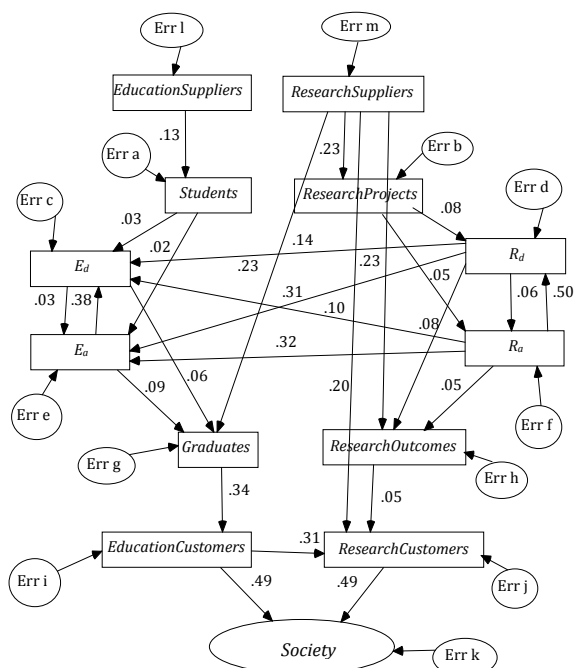 Err l
Err m
EducationSuppliers
ResearchSuppliers
.13
.23
Err a
Err b
Students
ResearchProjects
Err c
Err d
.03
.08
.02
.14
E_d
.23
.23
.05
R_d
.03
.38
.31
.10
.06
.50
.08
E_a
.32
R_a
.09
.06
.20
.05
Err e
Err f
Graduates
ResearchOutcomes
Err g
Err h
.34
.05
EducationCustomers
.31
ResearchCustomers
Err i
.49
.49
Err j
Society
Err k